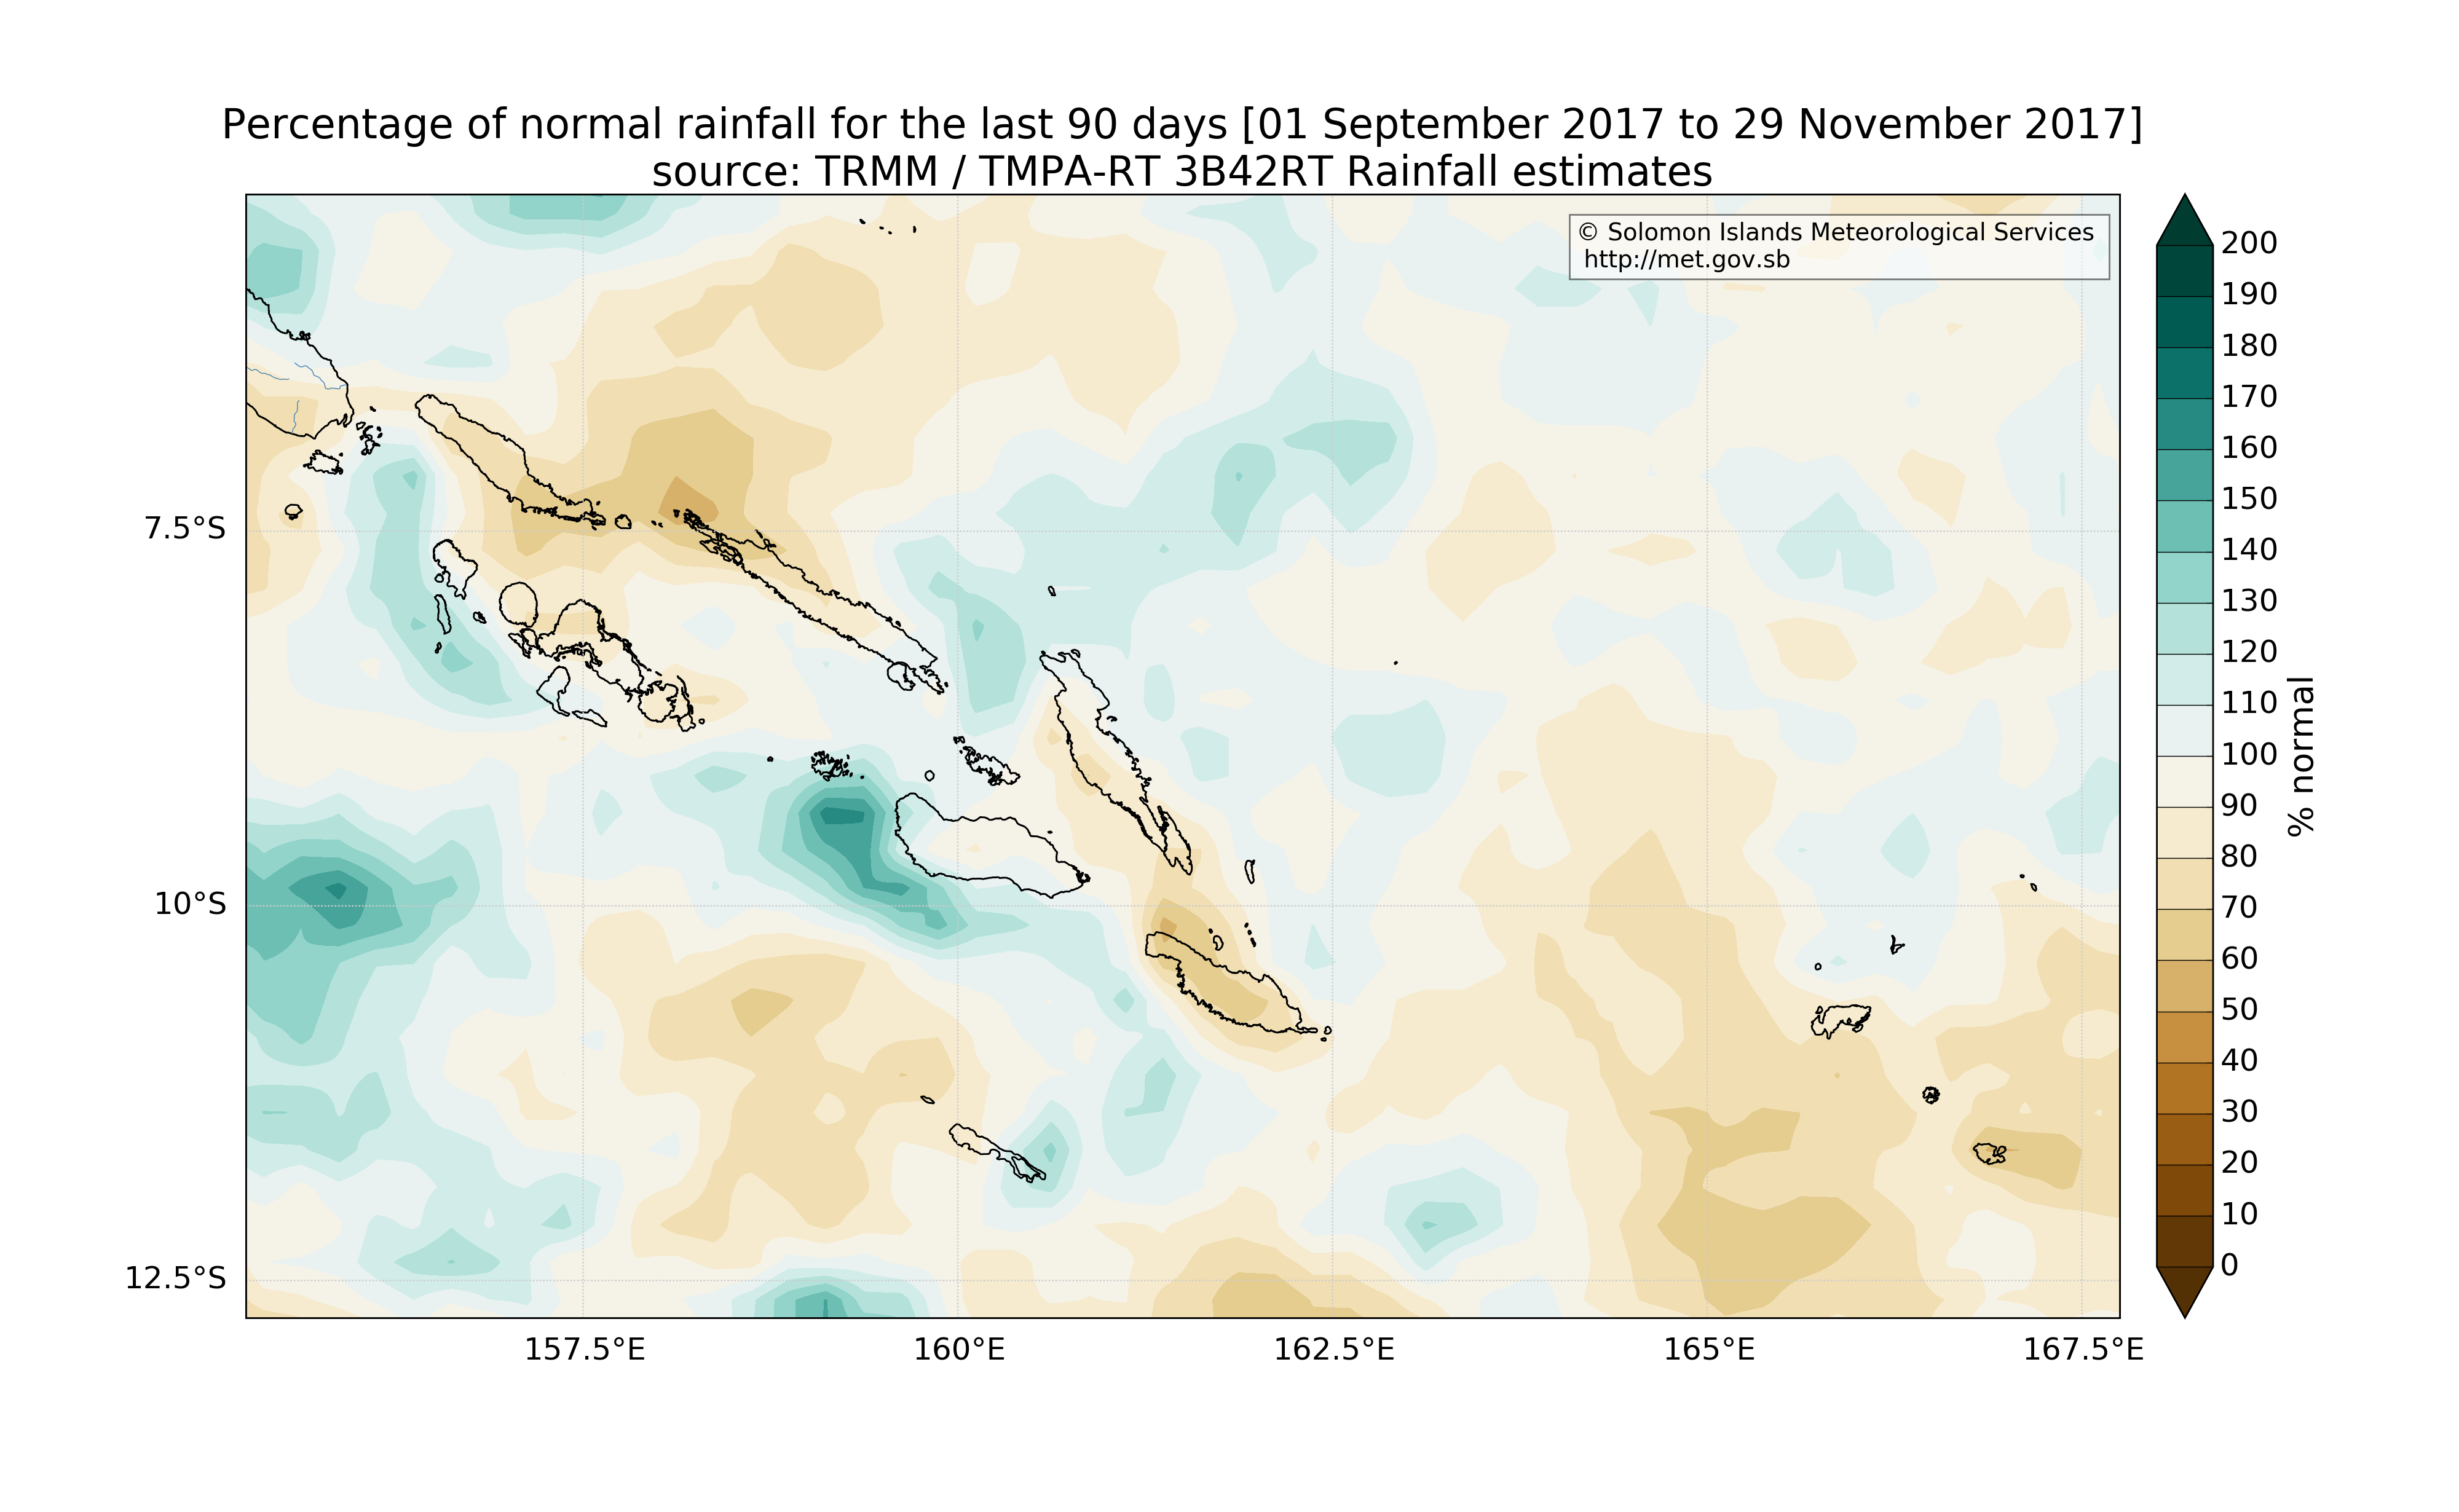 Percentage of normal rainfall for the last 90 days [01 September 2017 to 29 November 2017]
source: TRMM / TMPA-RT 3B42RT Rainfall estimates
© Solomon Islands Meteorological Services
http://met.gov.sb
7.5°S
10°S
12.5°S
157.5°E
160°E
162.5°E
165°E
167.5°E
200
190
180
170
160
150
140
130
120
110
100
90
80
70
60
50
40
30
20
10
0
% normal